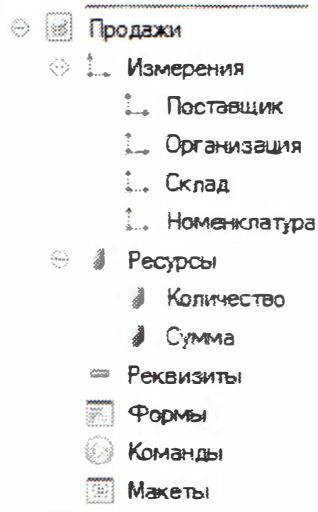 Продажи
Измерения
Поставщик
Организация
Склад
Номенклатура
Ресурсы
Количество
Сумма
Реквизиты
Формы
Команды
Макеты